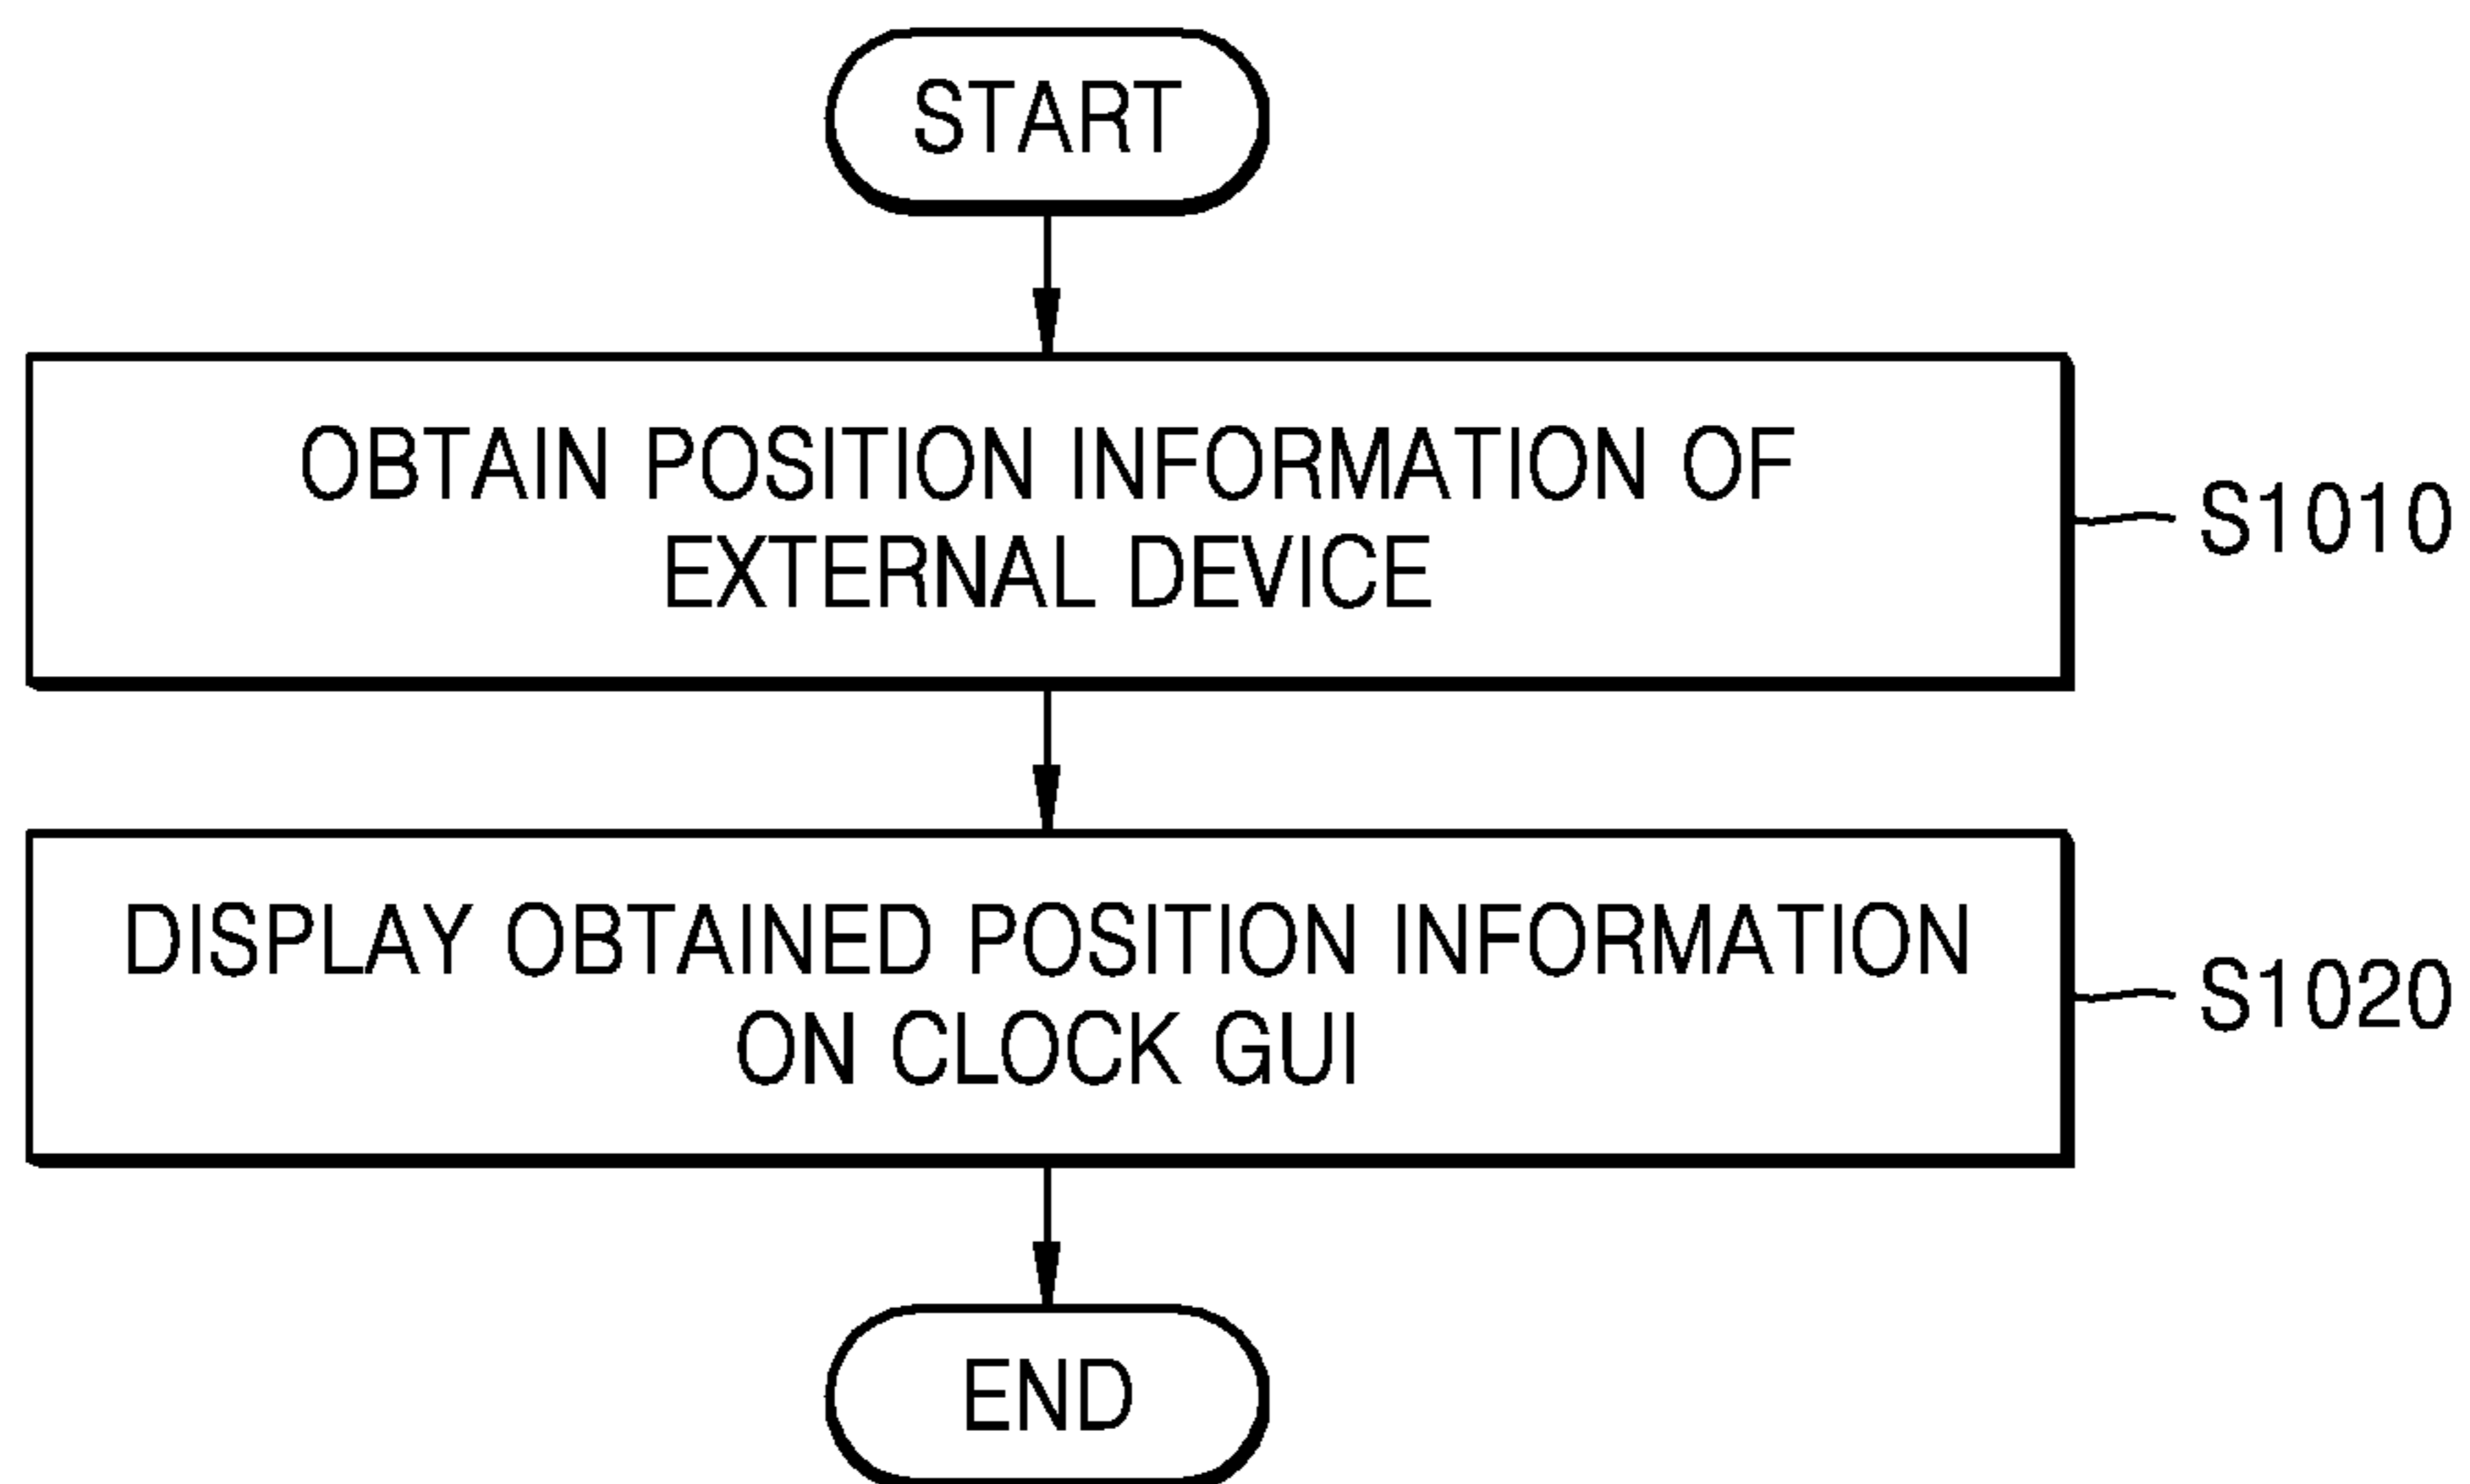 START
OBTAIN POSITION INFORMATION OF
EXTERNAL DEVICE
S1010
DISPLAY OBTAINED POSITION INFORMATION
ON CLOCK GUI
S1020
END